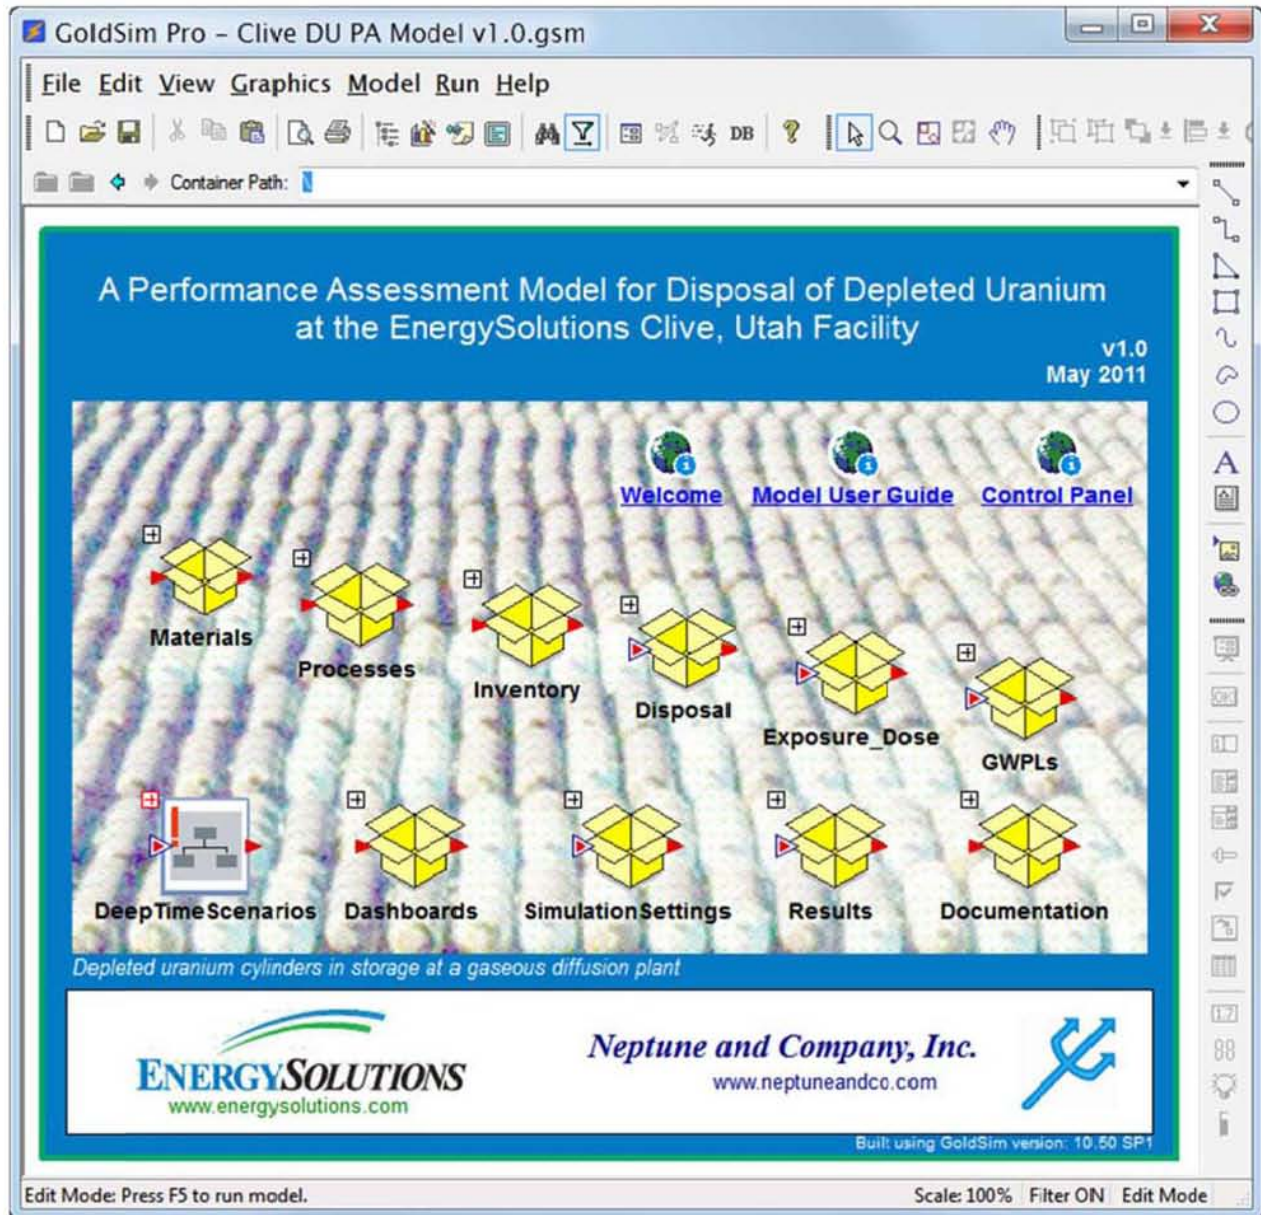 GoldSim Pro – Clive DU PA Model v1.0.gsm
File Edit View Graphics Model Run Help
DB
Container Path: \
A Performance Assessment Model for Disposal of Depleted Uranium
at the EnergySolutions Clive, Utah Facility
v1.0
May 2011
Welcome Model User Guide Control Panel
Materials
Processes
Inventory
Disposal
Exposure_Dose
GWPLs
DeepTimeScenarios Dashboards SimulationSettings Results Documentation
Depleted uranium cylinders in storage at a gaseous diffusion plant
ENERGYSOLUTIONS
www.energysolutions.com
Neptune and Company, Inc.
www.neptuneandco.com
Built using GoldSim version: 10.50 SP1
Edit Mode: Press F5 to run model. Scale: 100% Filter ON Edit Mode